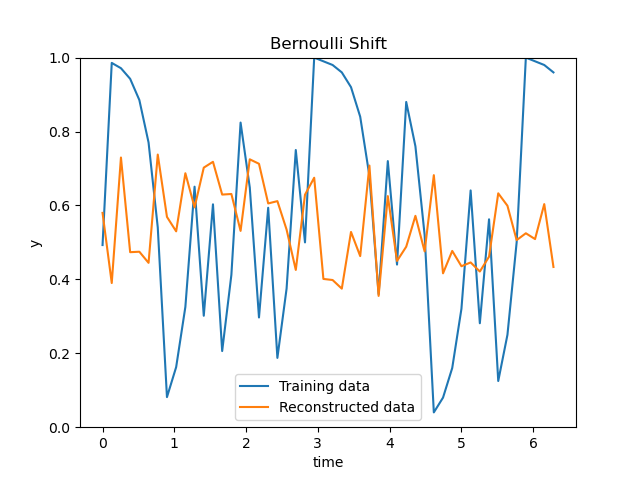 Bernoulli Shift
1.0
0.8
0.6
0.4
0.2
0.0
y
0 1 2 3 4 5 6
time
Training data
Reconstructed data